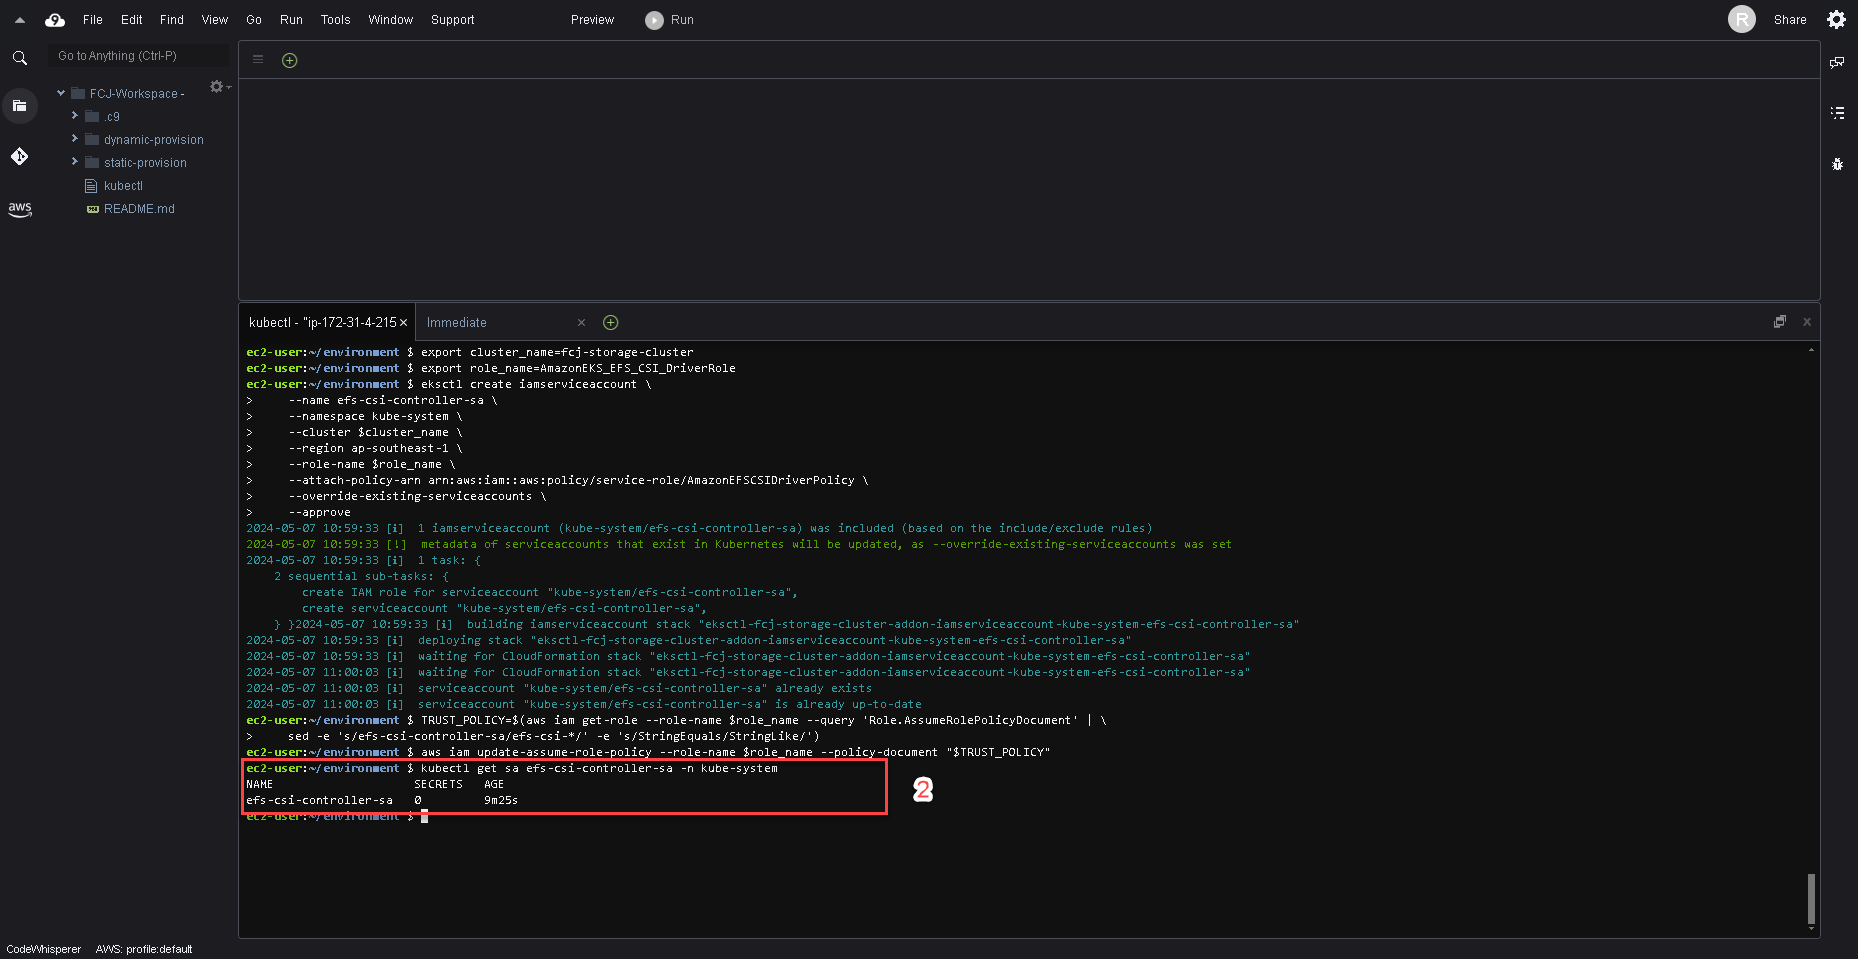 File Edit Find View Go Run Tools Window Support Preview Run R Share
Go to Anything (Ctrl-P)
FCJ-Workspace -
.c9
dynamic-provision
static-provision
kubectl
README.md
aws
kubectl - "ip-172-31-4-215 × Immediate ×
ec2-user:~/environment $ export cluster_name=fcj-storage-cluster
ec2-user:~/environment $ export role_name=AmazonEKS_EFS_CSI_DriverRole
ec2-user:~/environment $ eksctl create iamserviceaccount \
>     --name efs-csi-controller-sa \
>     --namespace kube-system \
>     --cluster $cluster_name \
>     --region ap-southeast-1 \
>     --role-name $role_name \
>     --attach-policy-arn arn:aws:iam::aws:policy/service-role/AmazonEFSCSIDriverPolicy \
>     --override-existing-serviceaccounts \
>     --approve
2024-05-07 10:59:33 [ℹ]  1 iamserviceaccount (kube-system/efs-csi-controller-sa) was included (based on the include/exclude rules)
2024-05-07 10:59:33 [!]  metadata of serviceaccounts that exist in Kubernetes will be updated, as --override-existing-serviceaccounts was set
2024-05-07 10:59:33 [ℹ]  1 task: {
    2 sequential sub-tasks: {
        create IAM role for serviceaccount "kube-system/efs-csi-controller-sa",
        create serviceaccount "kube-system/efs-csi-controller-sa",
    } }2024-05-07 10:59:33 [ℹ]  building iamserviceaccount stack "eksctl-fcj-storage-cluster-addon-iamserviceaccount-kube-system-efs-csi-controller-sa"
2024-05-07 10:59:33 [ℹ]  deploying stack "eksctl-fcj-storage-cluster-addon-iamserviceaccount-kube-system-efs-csi-controller-sa"
2024-05-07 10:59:33 [ℹ]  waiting for CloudFormation stack "eksctl-fcj-storage-cluster-addon-iamserviceaccount-kube-system-efs-csi-controller-sa"
2024-05-07 11:00:03 [ℹ]  waiting for CloudFormation stack "eksctl-fcj-storage-cluster-addon-iamserviceaccount-kube-system-efs-csi-controller-sa"
2024-05-07 11:00:03 [ℹ]  serviceaccount "kube-system/efs-csi-controller-sa" already exists
2024-05-07 11:00:03 [ℹ]  serviceaccount "kube-system/efs-csi-controller-sa" is already up-to-date
ec2-user:~/environment $ TRUST_POLICY=$(aws iam get-role --role-name $role_name --query 'Role.AssumeRolePolicyDocument' | \
>     sed -e 's/efs-csi-controller-sa/efs-csi-*/' -e 's/StringEquals/StringLike/')
ec2-user:~/environment $ aws iam update-assume-role-policy --role-name $role_name --policy-document "$TRUST_POLICY"
ec2-user:~/environment $ kubectl get sa efs-csi-controller-sa -n kube-system
NAME                    SECRETS   AGE
efs-csi-controller-sa   0         9m25s
2
ec2-user:~/environment $
CodeWhisperer AWS: profile:default